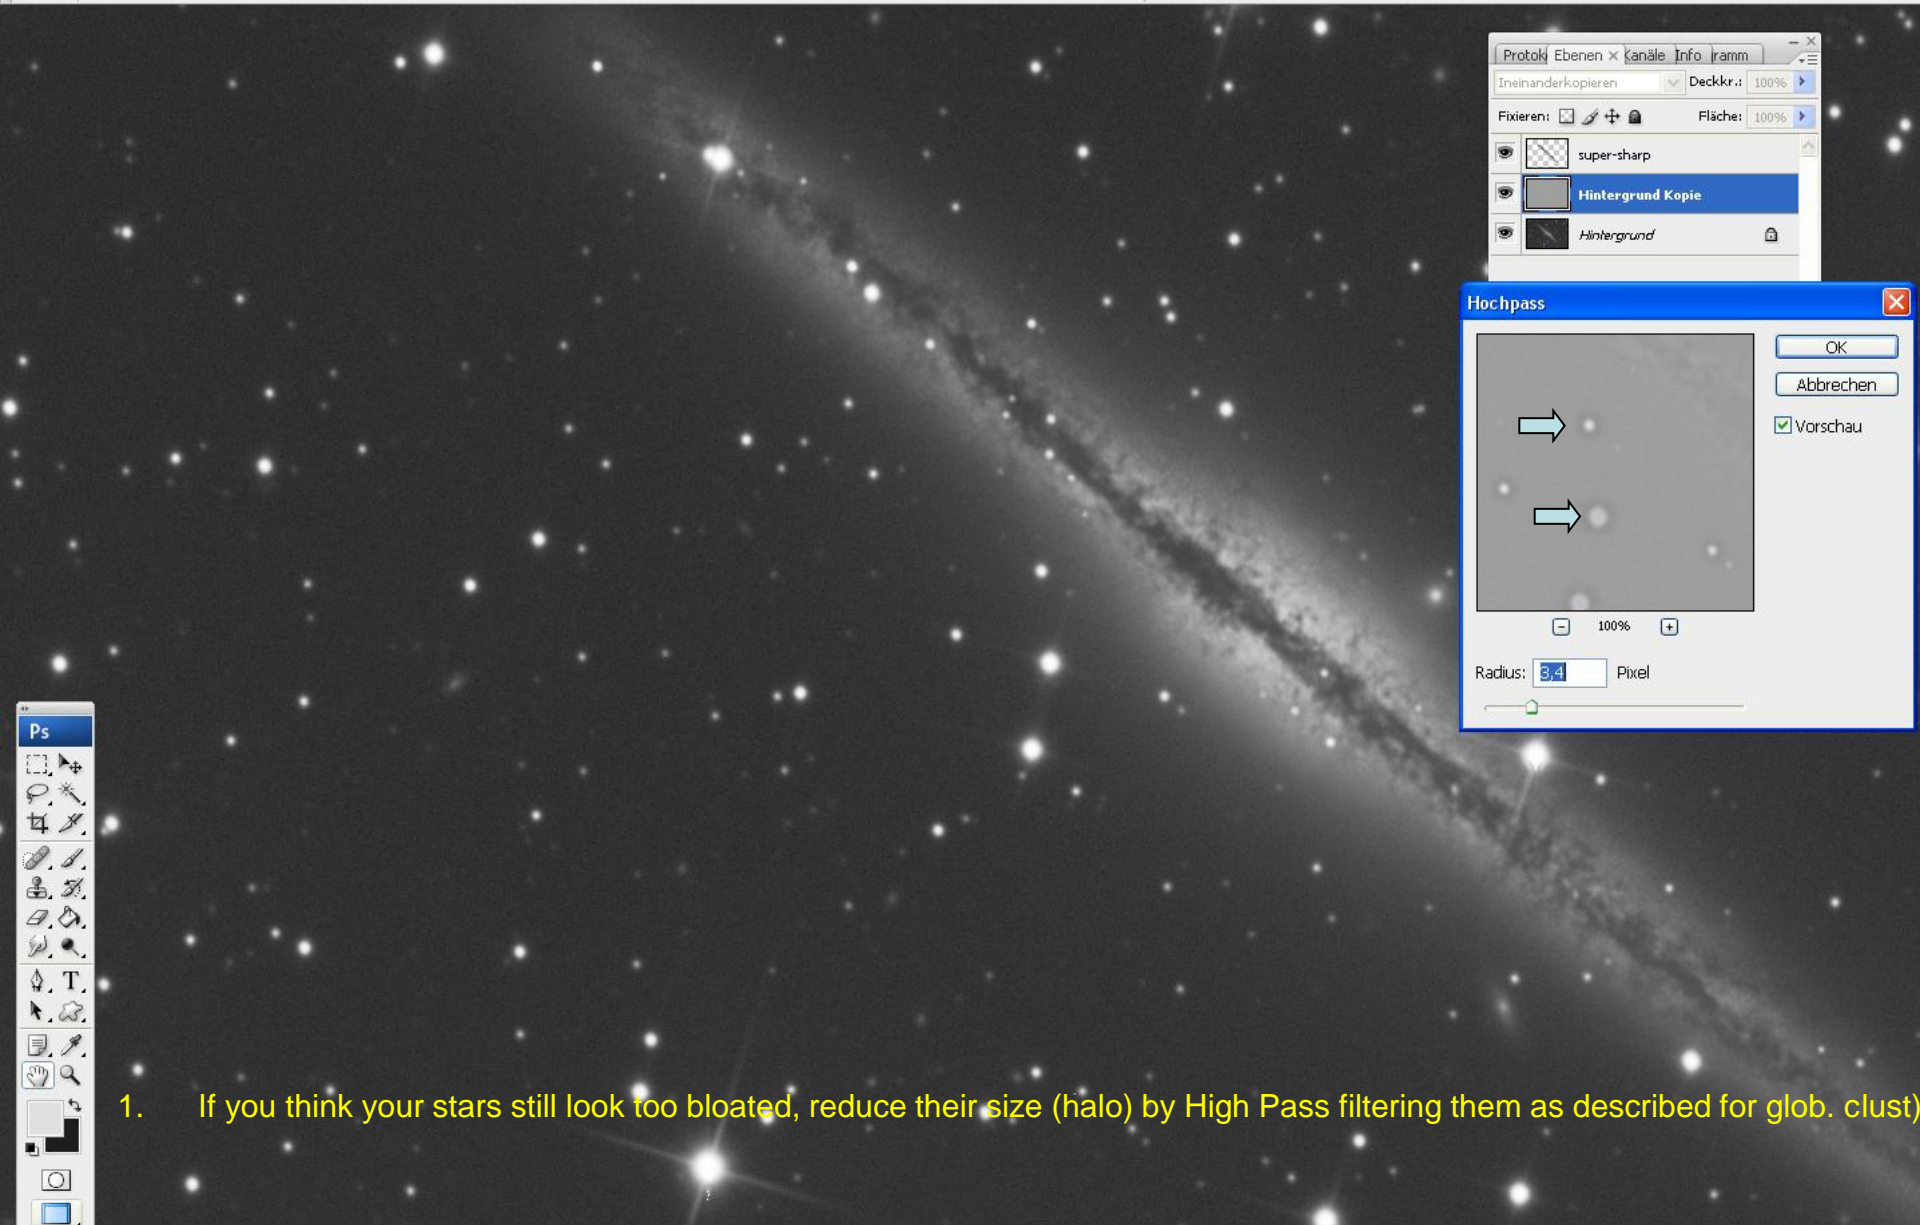 Protok Ebenen × Kanäle Info ramm
Ineinanderkopieren Deckkr.: 100%
Fixieren: Fläche: 100%
super-sharp
Hintergrund Kopie
Hintergrund
Hochpass
OK
Abbrechen
Vorschau
100%
Radius: 3,4 Pixel
Ps
T
1. If you think your stars still look too bloated, reduce their size (halo) by High Pass filtering them as described for glob. clust)